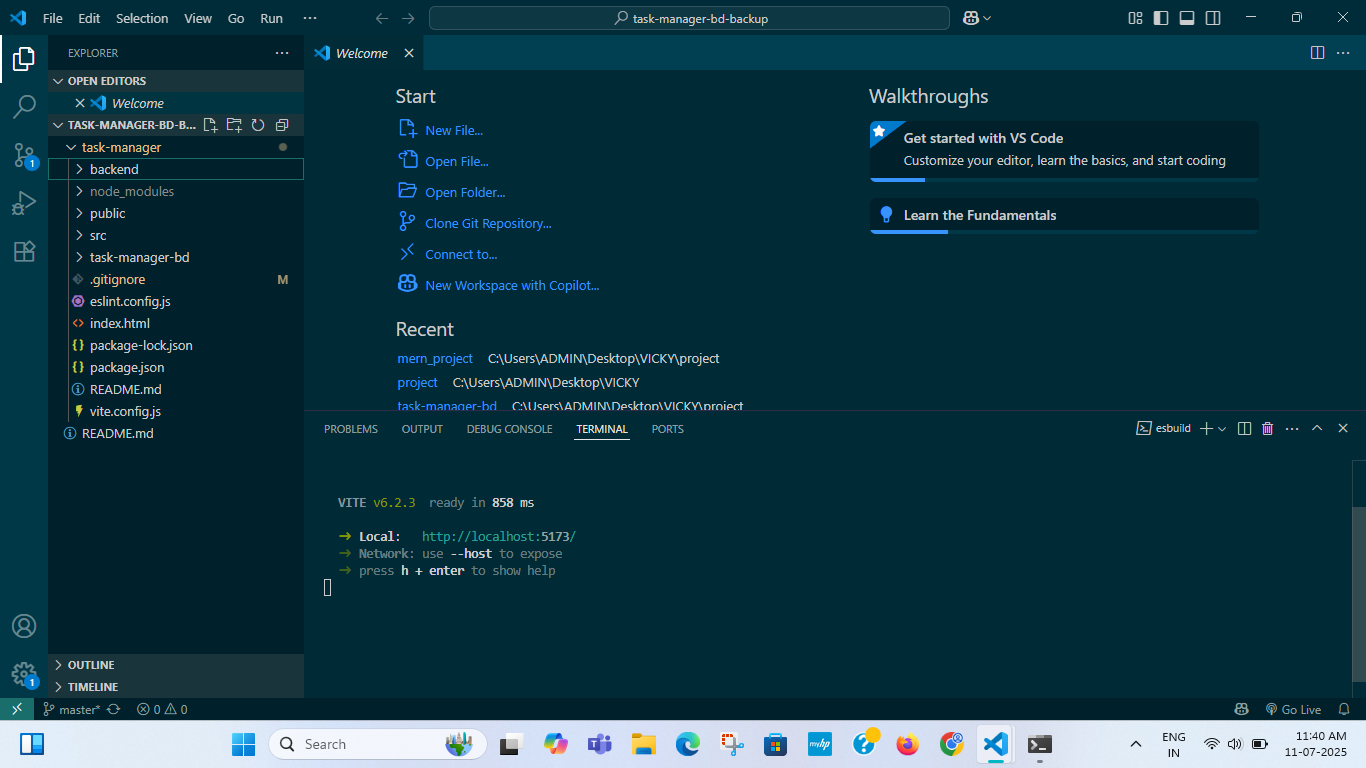 File Edit Selection View Go Run ···
task-manager-bd-backup
EXPLORER
OPEN EDITORS
Welcome
TASK-MANAGER-BD-B...
task-manager
backend
node_modules
public
src
task-manager-bd
.gitignore M
eslint.config.js
index.html
package-lock.json
package.json
README.md
vite.config.js
README.md
OUTLINE
TIMELINE
1
1
Welcome
Start
New File...
Open File...
Open Folder...
Clone Git Repository...
Connect to...
New Workspace with Copilot...
Recent
mern_project C:\Users\ADMIN\Desktop\VICKY\project
project C:\Users\ADMIN\Desktop\VICKY
task-manager-bd C:\Users\ADMIN\Desktop\VICKY\project
Walkthroughs
Get started with VS Code
Customize your editor, learn the basics, and start coding
Learn the Fundamentals
PROBLEMS OUTPUT DEBUG CONSOLE TERMINAL PORTS
esbuild
VITE v6.2.3 ready in 858 ms
➜ Local: http://localhost:5173/
➜ Network: use --host to expose
➜ press h + enter to show help
master* 0 0
Go Live
Search
myhp
ENG
IN
11:40 AM
11-07-2025